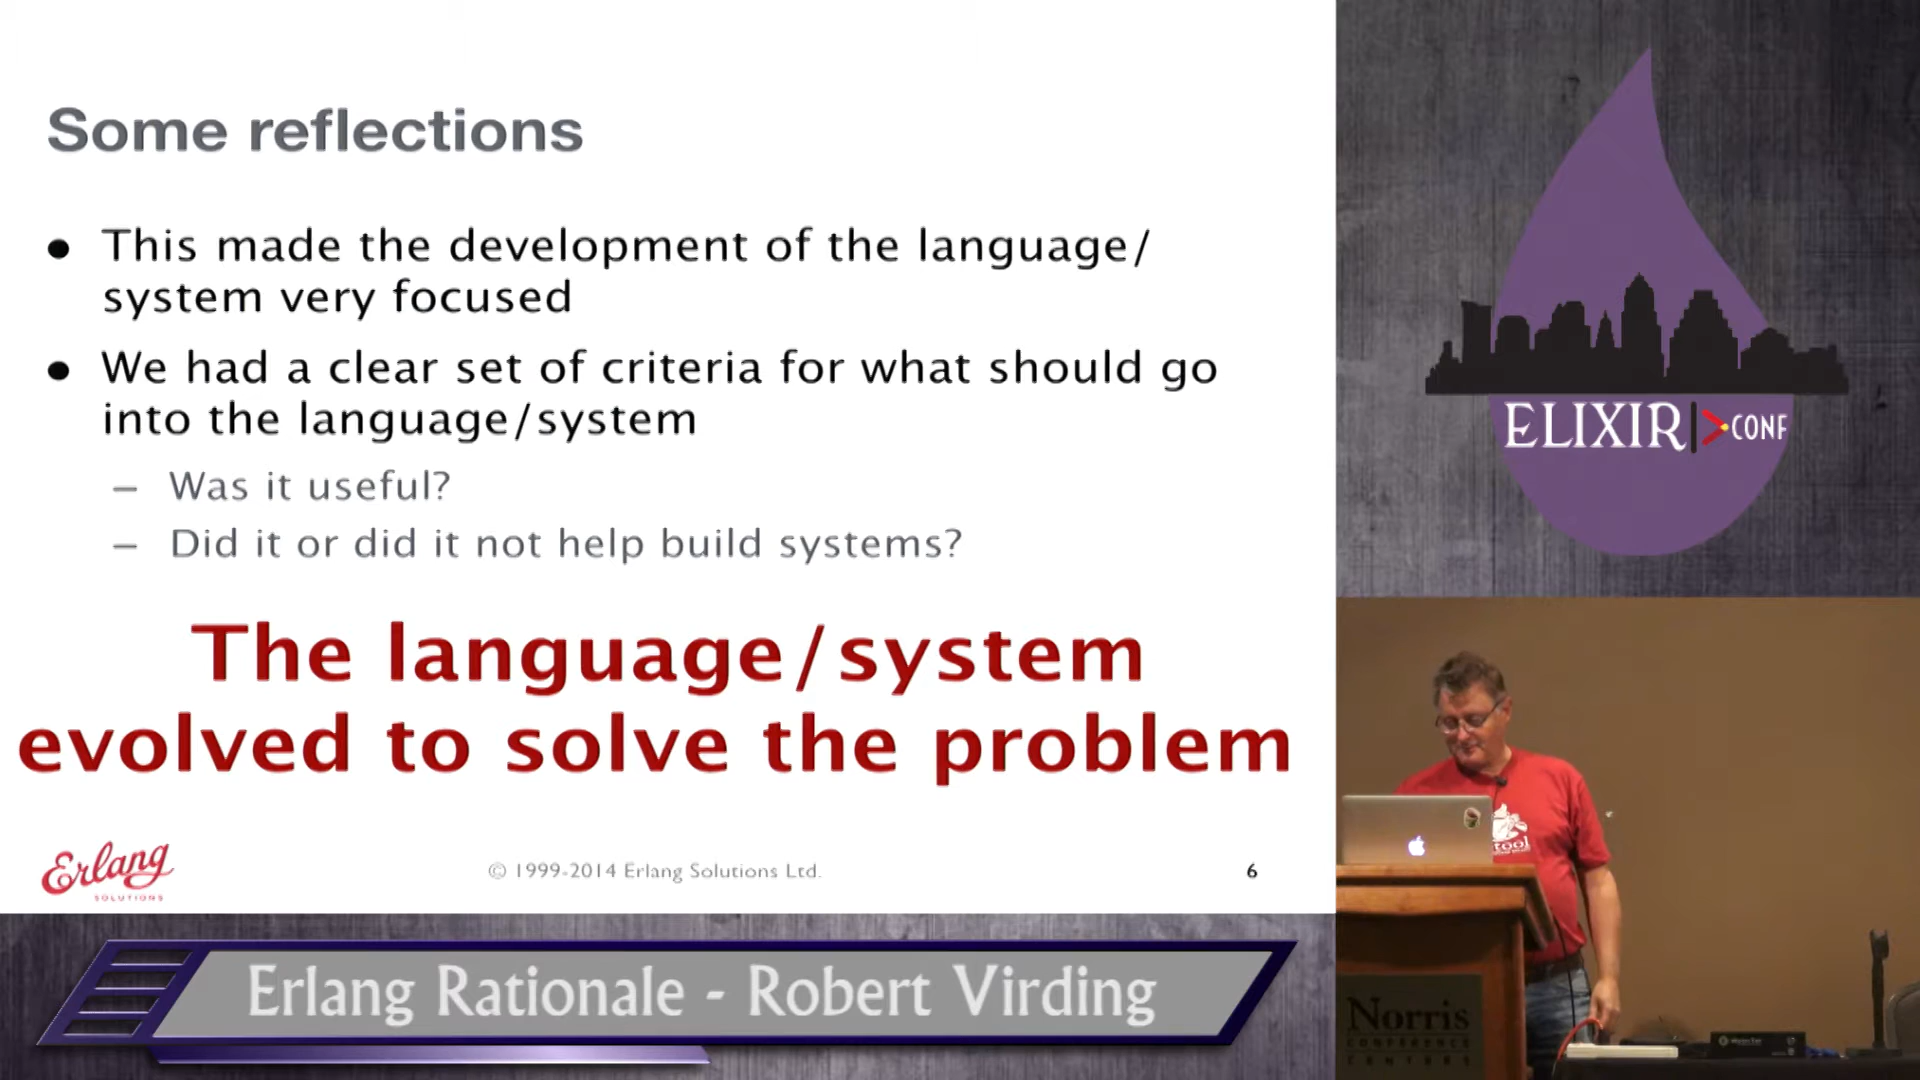 Some reflections
● This made the development of the language/
system very focused
● We had a clear set of criteria for what should go
into the language/system
– Was it useful?
– Did it or did it not help build systems?
The language/system
evolved to solve the problem
Erlang
SOLUTIONS
© 1999-2014 Erlang Solutions Ltd.
6
Erlang Rationale - Robert Virding
ELIXIR|>CONF
tool
Norris
CONFERENCE
CENTERS